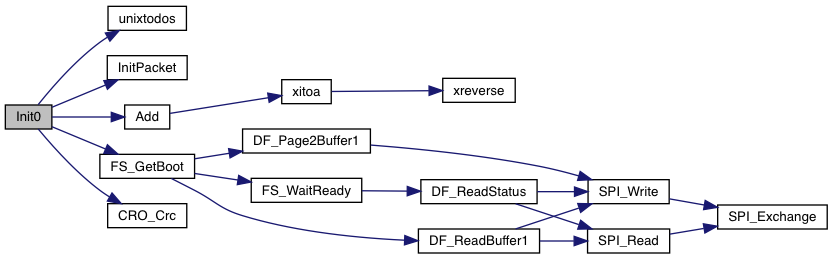 Init0
unixtodos
InitPacket
Add
FS_GetBoot
CRO_Crc
xitoa
xreverse
DF_Page2Buffer1
FS_WaitReady
DF_ReadStatus
DF_ReadBuffer1
SPI_Write
SPI_Read
SPI_Exchange